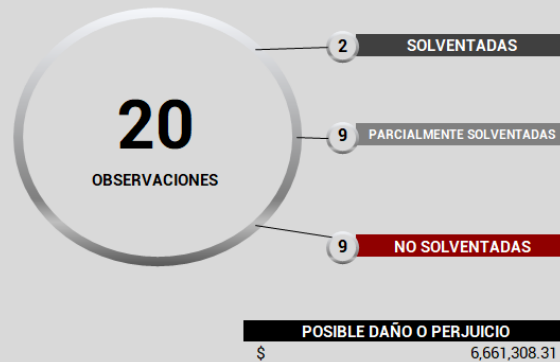 20
OBSERVACIONES
2 SOLVENTADAS
9 PARCIALMENTE SOLVENTADAS
9 NO SOLVENTADAS
POSIBLE DAÑO O PERJUICIO
$ 6,661,308.31